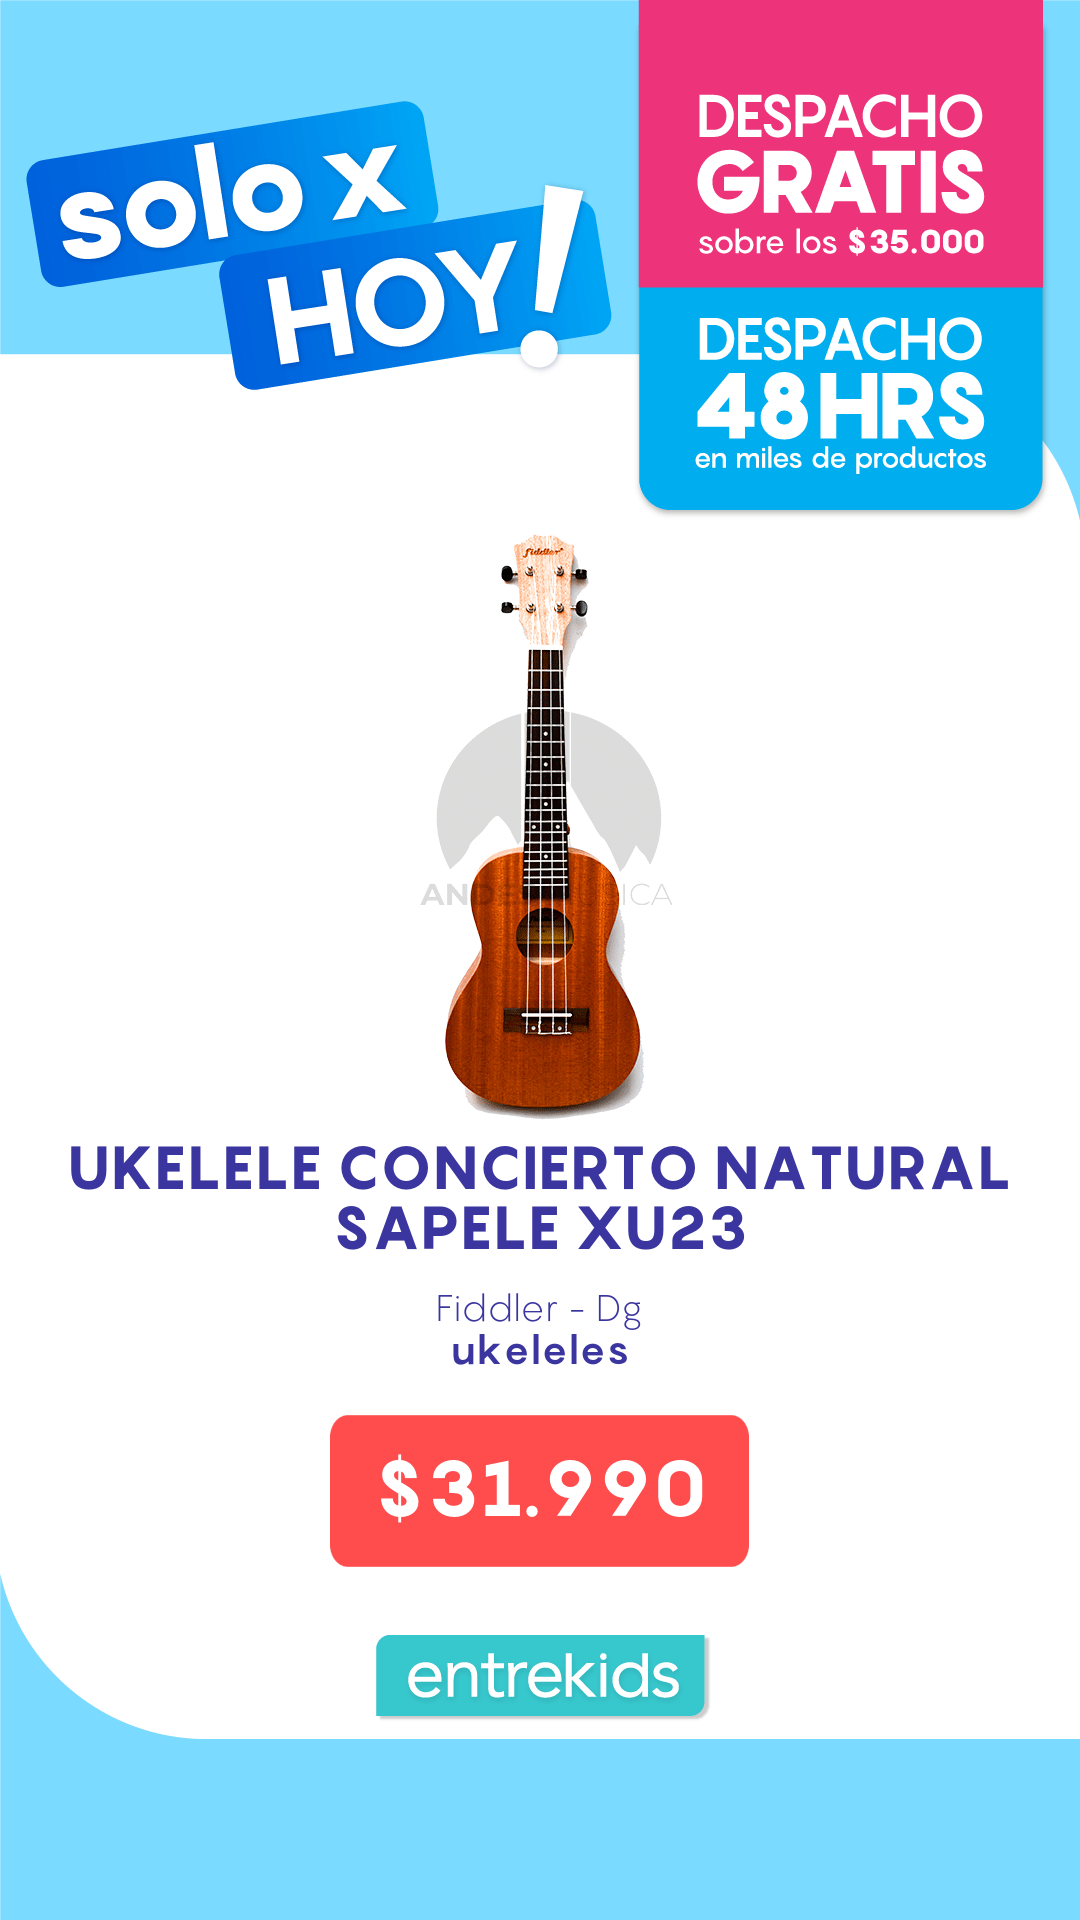 solo x
HOY!
DESPACHO
GRATIS
sobre los $35.000
DESPACHO
48HRS
en miles de productos
fiddler
UKELELE CONCIERTO NATURAL
SAPELE XU23
Fiddler - Dg
ukeleles
$31.990
entrekids